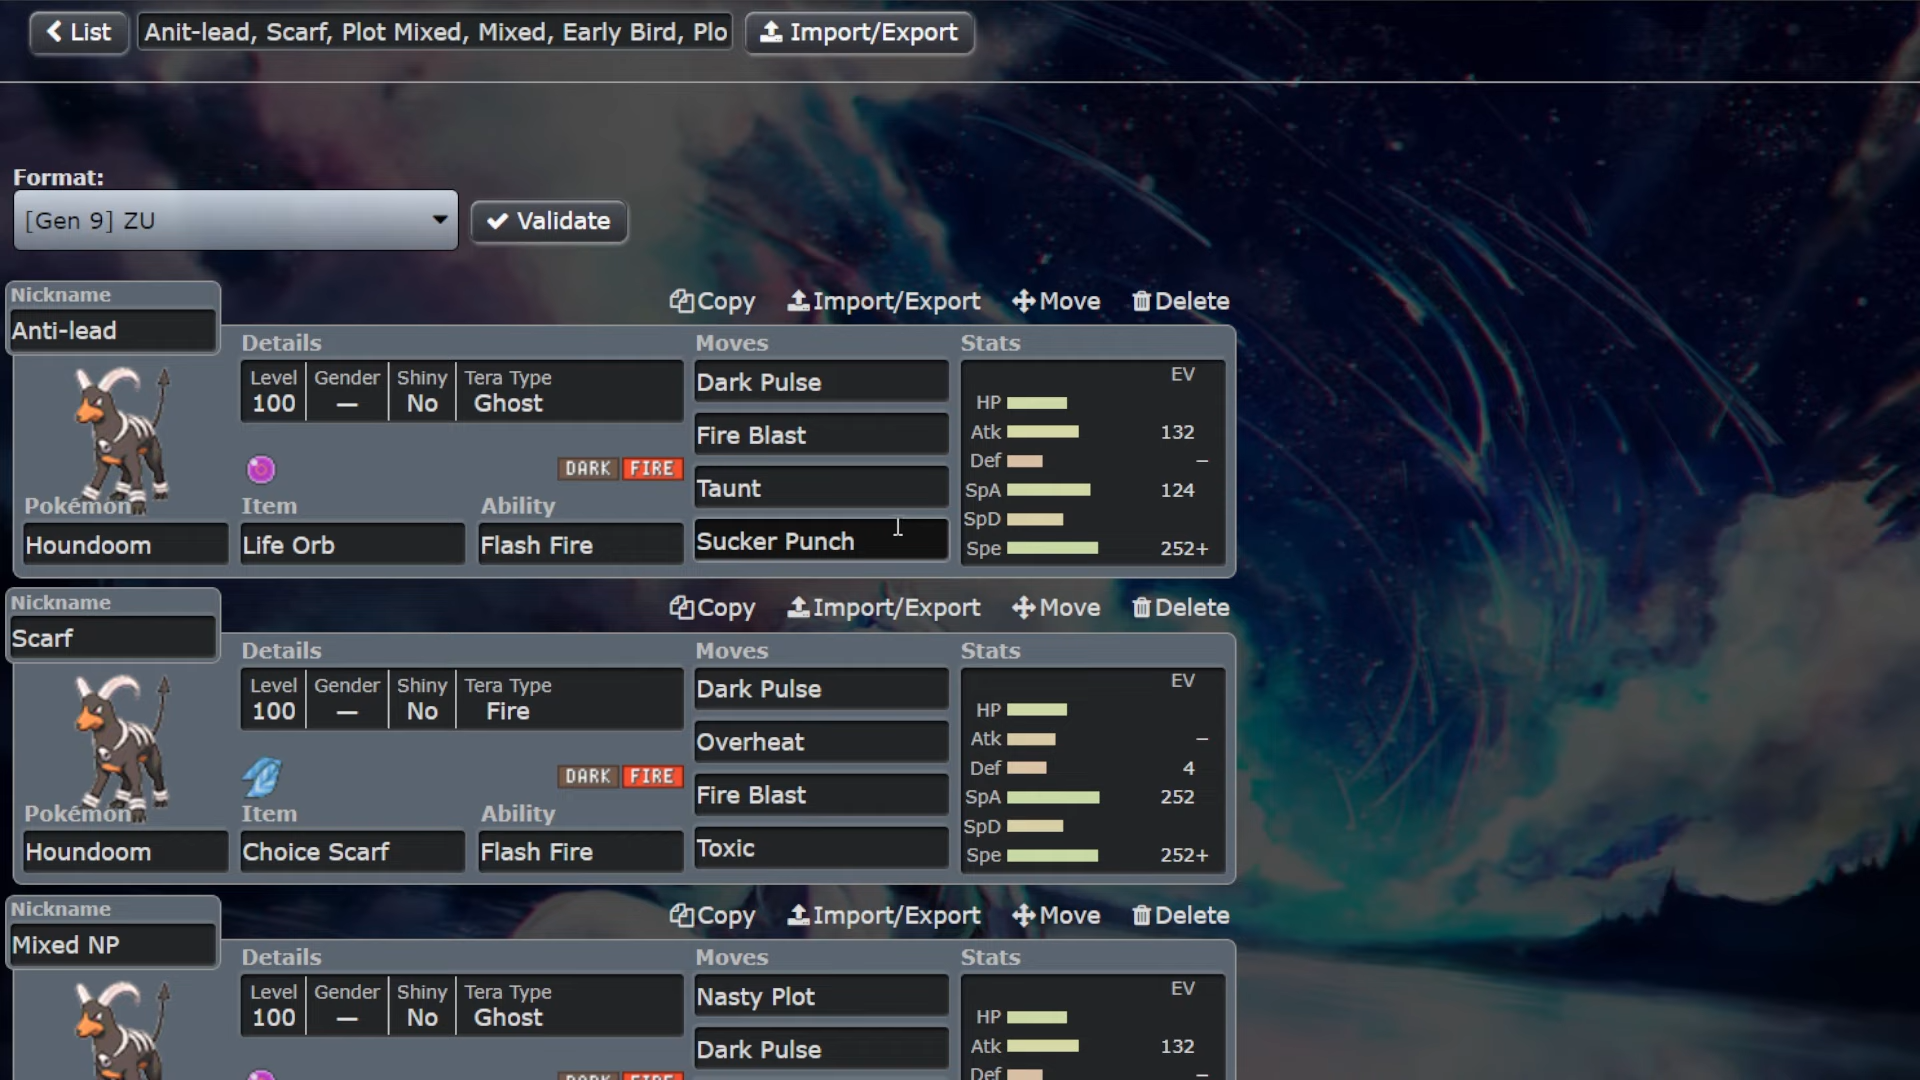 List
Anit-lead, Scarf, Plot Mixed, Mixed, Early Bird, Plo
Import/Export
Format:
[Gen 9] ZU
Validate
Nickname
Anti-lead
Copy
Import/Export
Move
Delete
Details
Moves
Stats
Level
Gender
Shiny
Tera Type
100
—
No
Ghost
DARK
FIRE
Pokémon
Item
Ability
Houndoom
Life Orb
Flash Fire
Dark Pulse
Fire Blast
Taunt
Sucker Punch
EV
HP
Atk 132
Def –
SpA 124
SpD
Spe 252+
Nickname
Scarf
Copy
Import/Export
Move
Delete
Details
Moves
Stats
Level
Gender
Shiny
Tera Type
100
—
No
Fire
DARK
FIRE
Pokémon
Item
Ability
Houndoom
Choice Scarf
Flash Fire
Dark Pulse
Overheat
Fire Blast
Toxic
EV
HP
Atk –
Def 4
SpA 252
SpD
Spe 252+
Nickname
Mixed NP
Copy
Import/Export
Move
Delete
Details
Moves
Stats
Level
Gender
Shiny
Tera Type
100
—
No
Ghost
DARK
FIRE
Nasty Plot
Dark Pulse
EV
HP
Atk 132
Def –